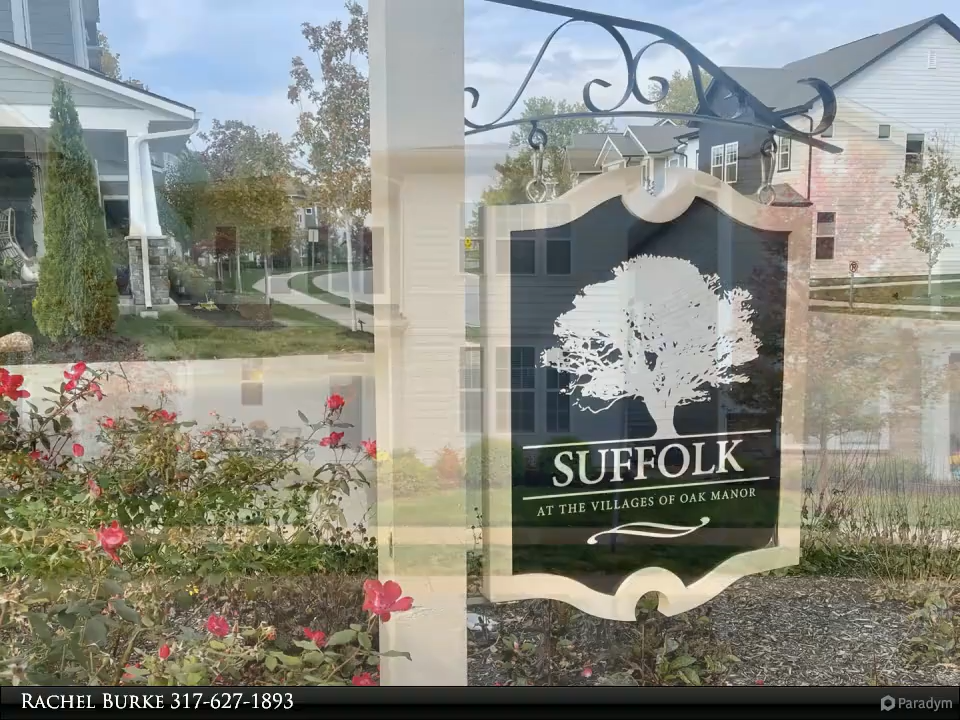 SUFFOLK
AT THE VILLAGES OF OAK MANOR
RACHEL BURKE 317-627-1893
Paradym